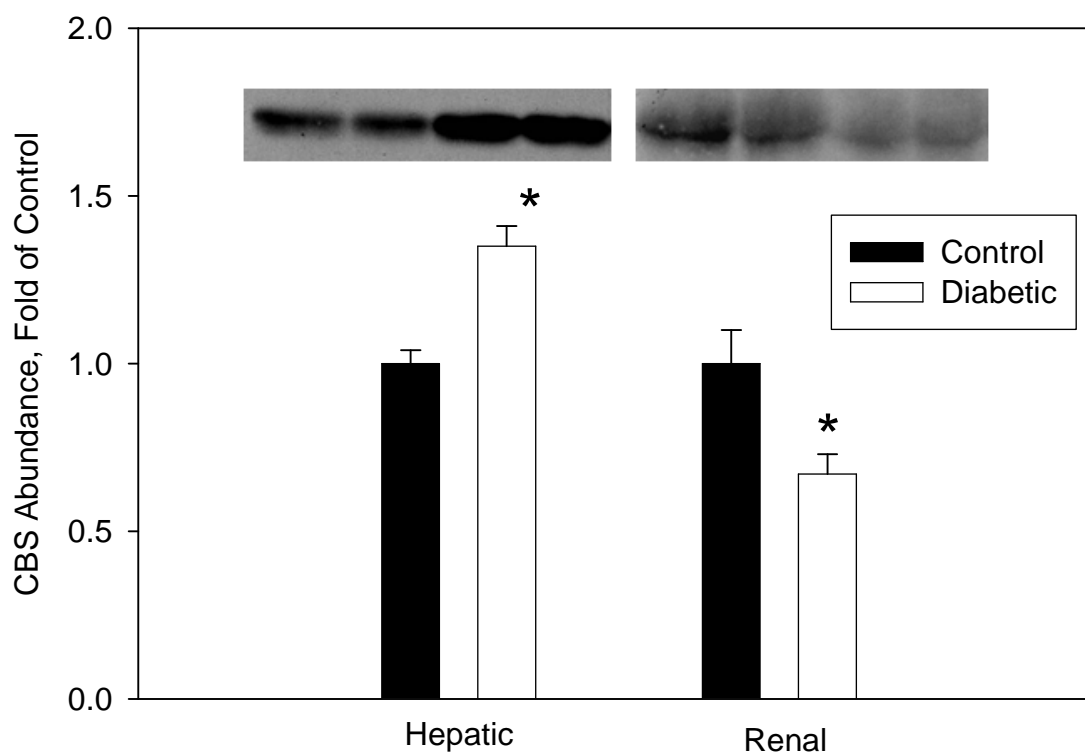 CBS Abundance, Fold of Control
2.0
1.5
1.0
0.5
0.0
*
*
Control
Diabetic
Hepatic
Renal